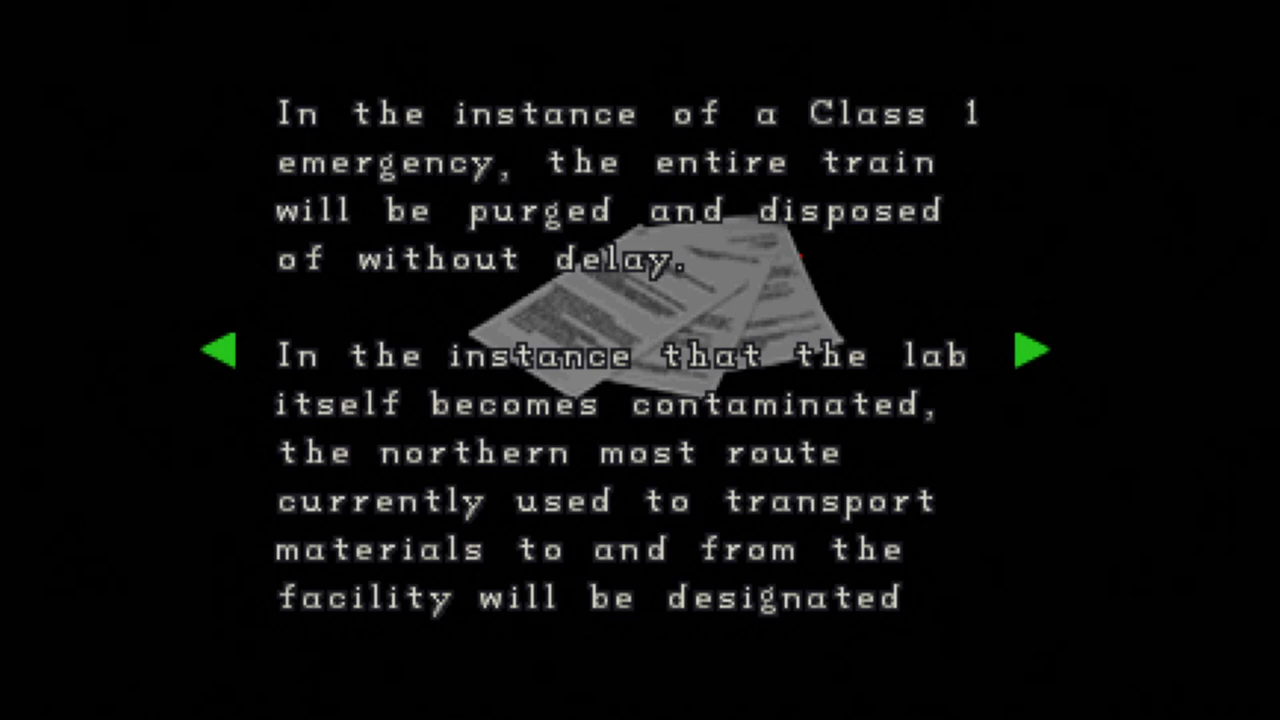 In the instance of a Class 1
emergency, the entire train
will be purged and disposed
of without delay.
In the instance that the lab
itself becomes contaminated,
the northern most route
currently used to transport
materials to and from the
facility will be designated